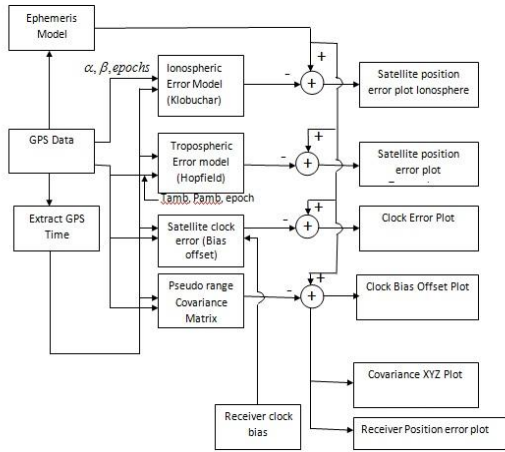 Ephemeris
Model
α, β,epochs
Ionospheric
Error Model
(Klobuchar)
-
+
+
Satellite position
error plot Ionosphere
GPS Data
Tropospheric
Error model
(Hopfield)
-
+
+
Satellite position
error plot
Tamb, Pamb, epoch
Extract GPS
Time
Satellite clock
error (Bias
offset)
-
+
+
Clock Error Plot
Pseudo range
Covariance
Matrix
-
+
+
Clock Bias Offset Plot
Covariance XYZ Plot
Receiver clock
bias
Receiver Position error plot